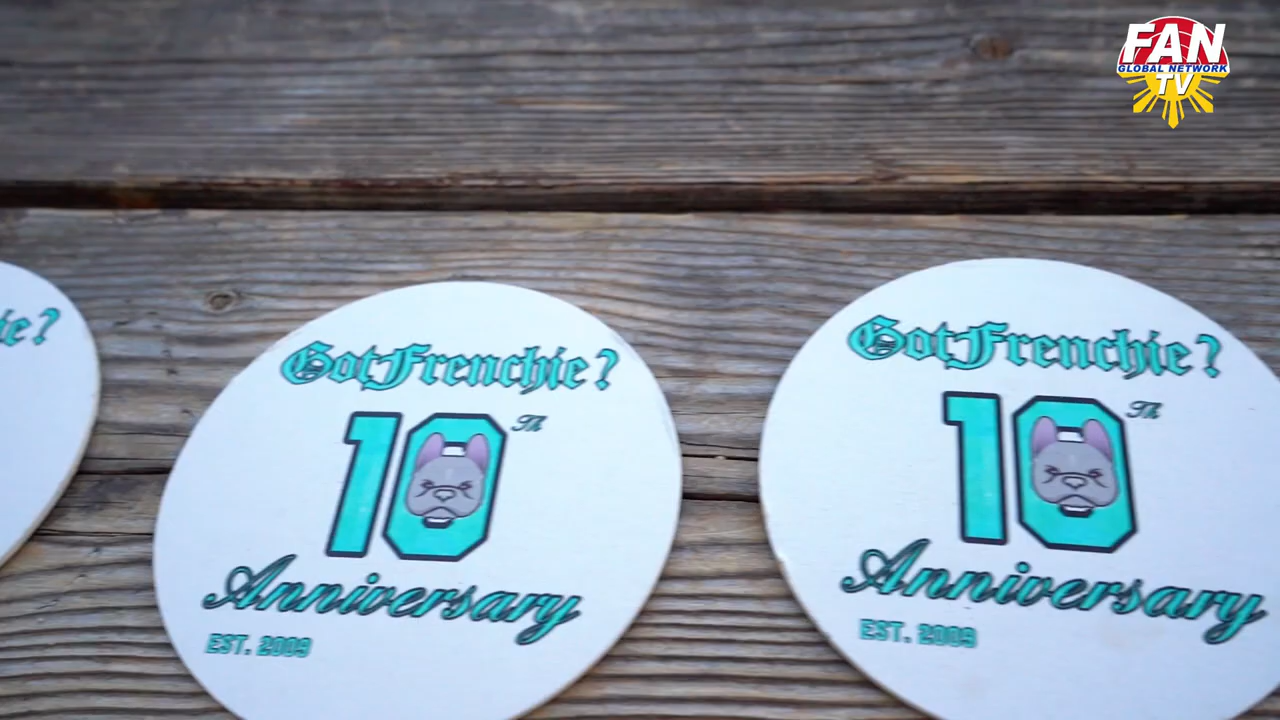 FAN
GLOBAL NETWORK
TV
ie?
GotFrenchie?
10Th
Anniversary
EST. 2009
GotFrenchie?
10Th
Anniversary
EST. 2009